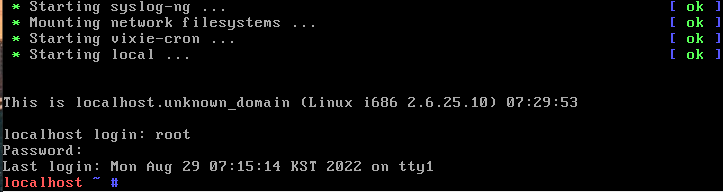 * Starting syslog-ng ... [ ok ]
* Mounting network filesystems ... [ ok ]
* Starting vixie-cron ... [ ok ]
* Starting local ... [ ok ]
This is localhost.unknown_domain (Linux i686 2.6.25.10) 07:29:53
localhost login: root
Password:
Last login: Mon Aug 29 07:15:14 KST 2022 on tty1
localhost ~ #